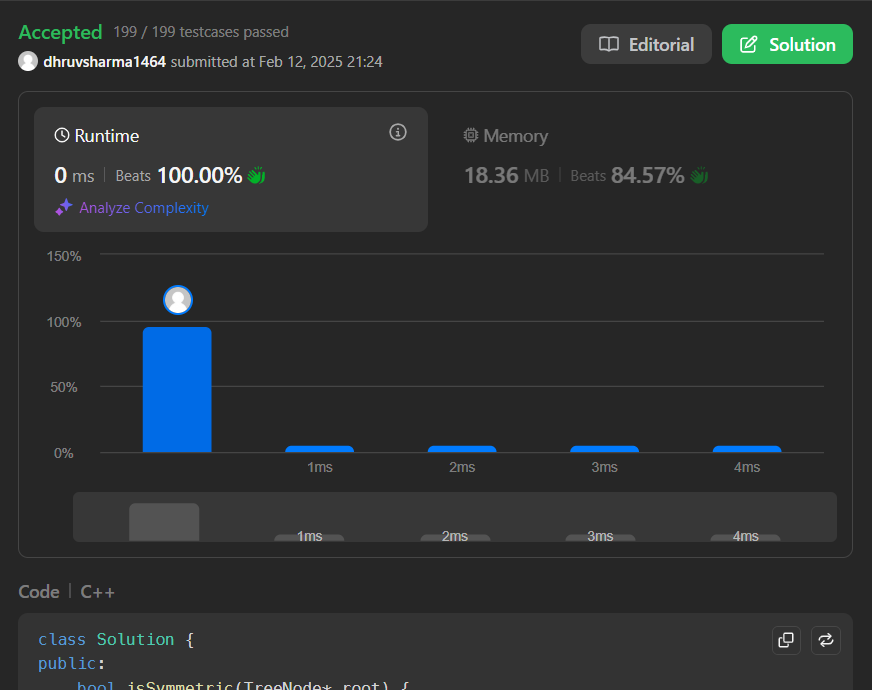 Accepted 199 / 199 testcases passed
Editorial
Solution
dhruvsharma1464 submitted at Feb 12, 2025 21:24
Runtime
0 ms | Beats 100.00%
Analyze Complexity
Memory
18.36 MB | Beats 84.57%
150%
100%
50%
0%
1ms 2ms 3ms 4ms
1ms 2ms 3ms 4ms
Code | C++
class Solution {
public:
    bool isSymmetric(TreeNode* root) {